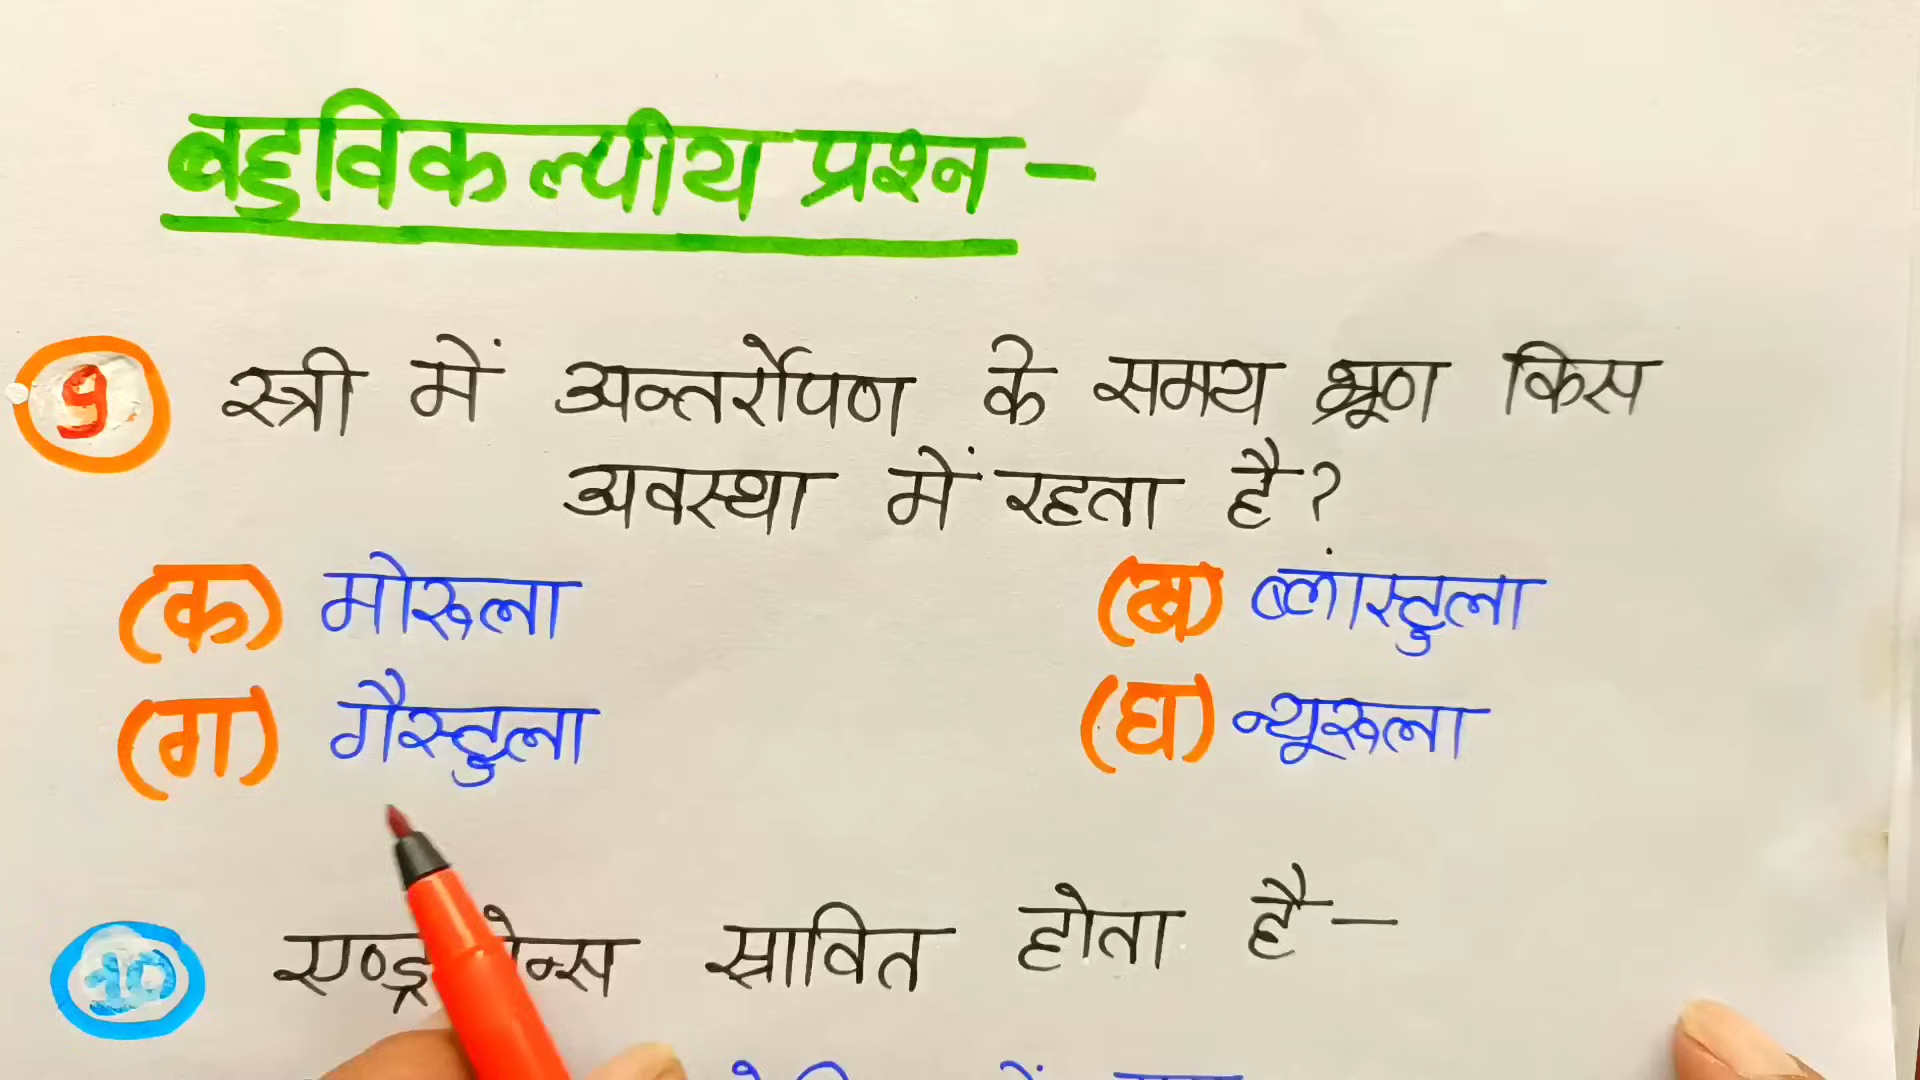 बहुविकल्पीय प्रश्न –
9 स्त्री में अन्तर्रोपण के समय भ्रूण किस
अवस्था में रहता है?
(क) मोरूला (ख) ब्लांस्टुला
(ग) गैस्टुला (घ) न्यूरूला
10 स्रावित होता है –